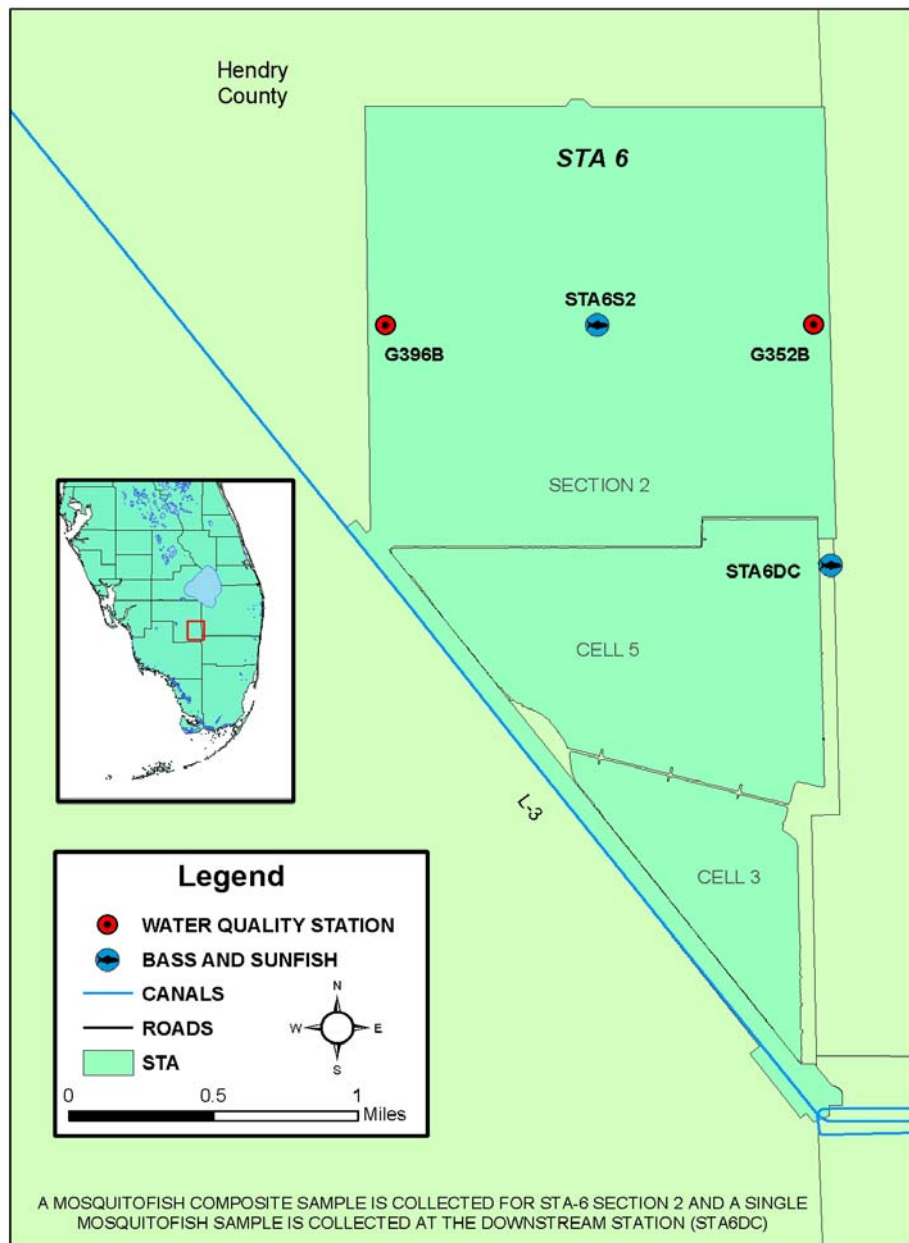 Hendry
County
STA 6
STA6S2
G396B
G352B
SECTION 2
STA6DC
CELL 5
L-3
CELL 3
Legend
WATER QUALITY STATION
BASS AND SUNFISH
CANALS
ROADS
STA
N
W
E
S
0 0.5 1
Miles
A MOSQUITOFISH COMPOSITE SAMPLE IS COLLECTED FOR STA-6 SECTION 2 AND A SINGLE
MOSQUITOFISH SAMPLE IS COLLECTED AT THE DOWNSTREAM STATION (STA6DC)